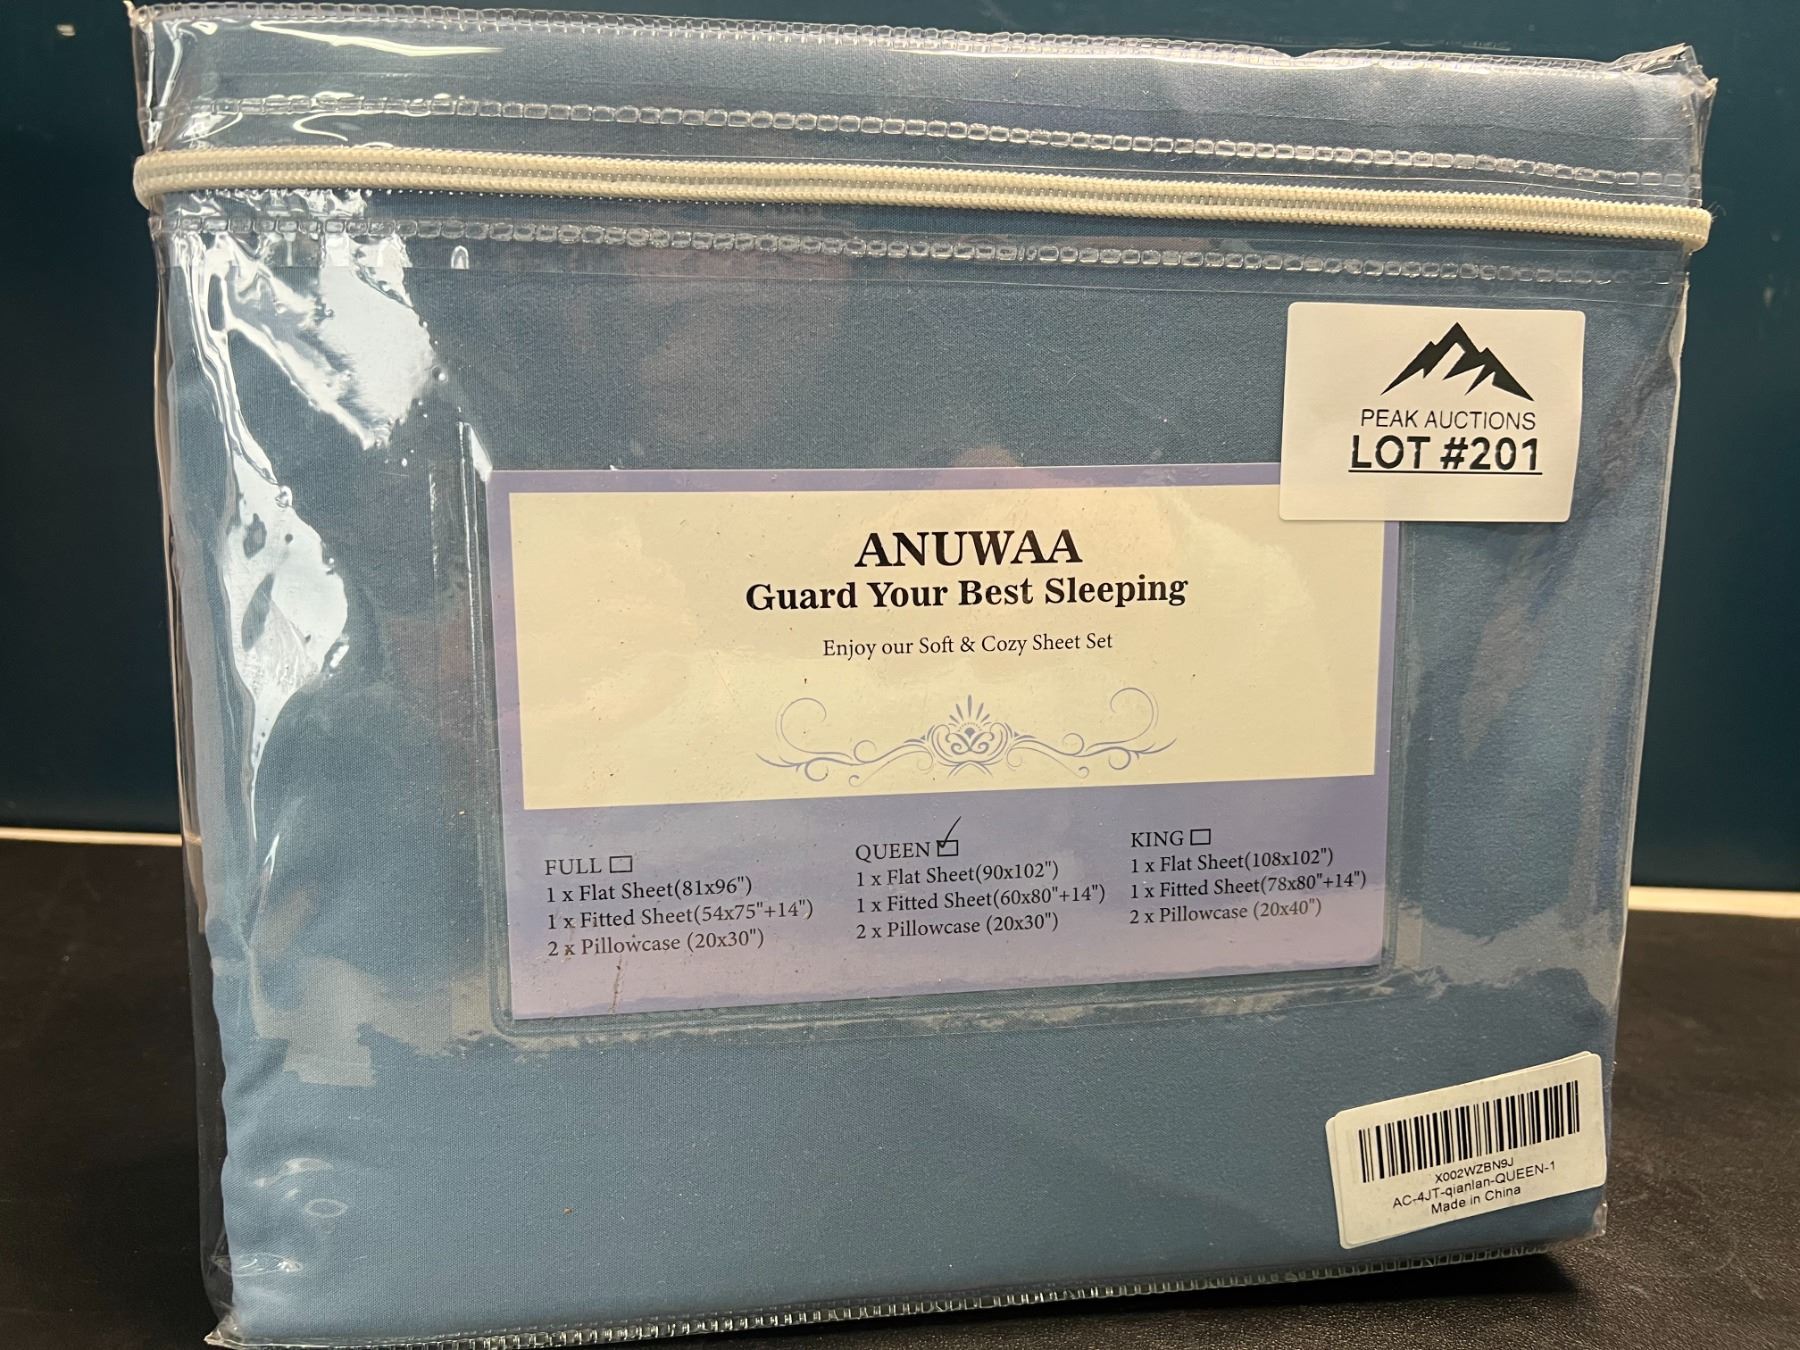 PEAK AUCTIONS
LOT #201
ANUWAA
Guard Your Best Sleeping
Enjoy our Soft & Cozy Sheet Set
FULL
1 x Flat Sheet(81x96")
1 x Fitted Sheet(54x75"+14")
2 x Pillowcase (20x30")
QUEEN
1 x Flat Sheet(90x102")
1 x Fitted Sheet(60x80"+14")
2 x Pillowcase (20x30")
KING
1 x Flat Sheet(108x102")
1 x Fitted Sheet(78x80"+14")
2 x Pillowcase (20x40")
X002WZBN9J
AC-4JT-qianlan-QUEEN-1
Made in China